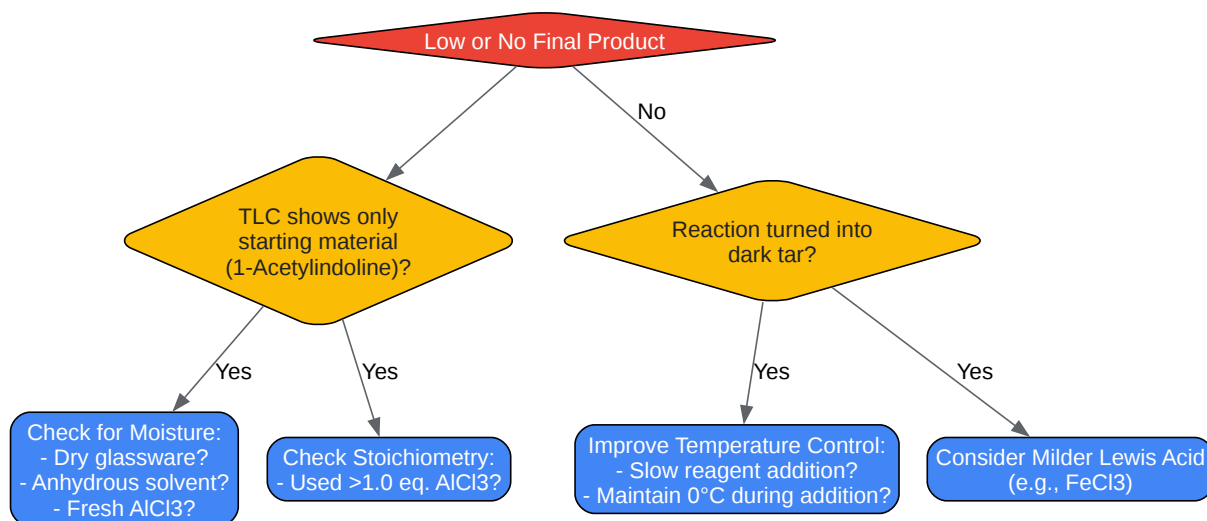 Low or No Final Product
No
TLC shows only
starting material
(1-Acetylindoline)?
Reaction turned into
dark tar?
Yes
Yes
Yes
Yes
Check for Moisture:
- Dry glassware?
- Anhydrous solvent?
- Fresh AlCl3?
Check Stoichiometry:
- Used >1.0 eq. AlCl3?
Improve Temperature Control:
- Slow reagent addition?
- Maintain 0°C during addition?
Consider Milder Lewis Acid
(e.g., FeCl3)